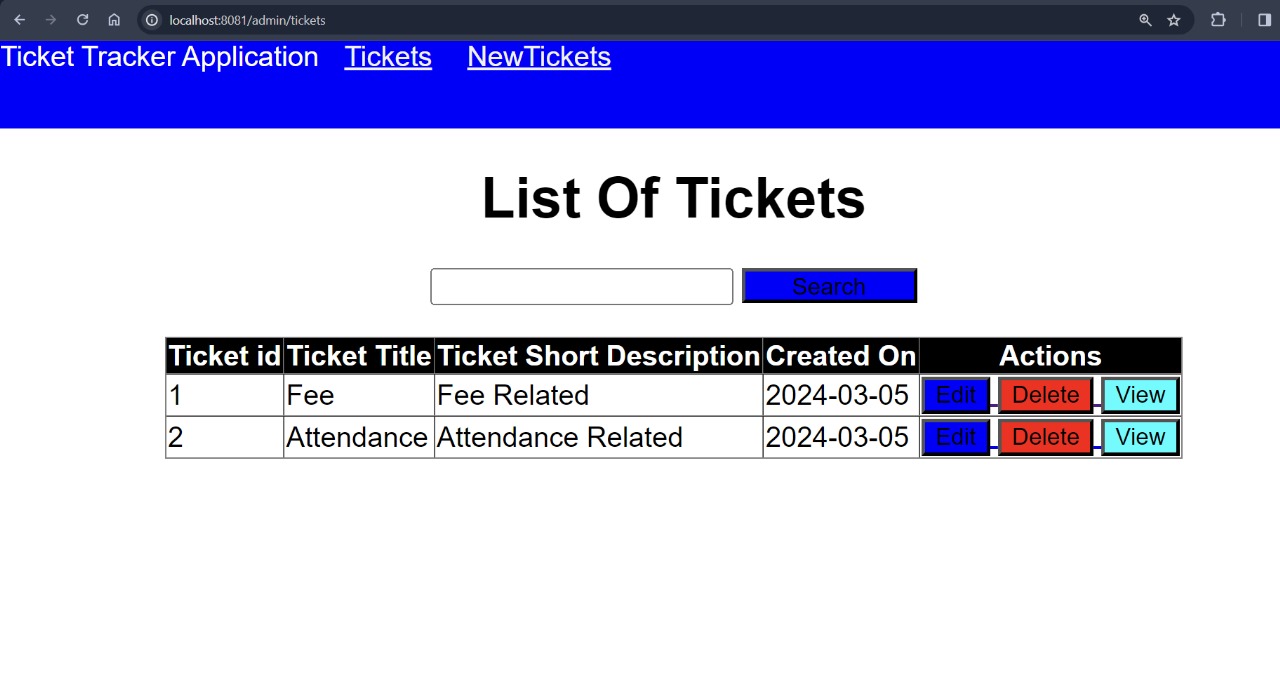 localhost:8081/admin/tickets
Ticket Tracker Application Tickets NewTickets
List Of Tickets
Search
Ticket id Ticket Title Ticket Short Description Created On Actions
1 Fee Fee Related 2024-03-05 Edit Delete View
2 Attendance Attendance Related 2024-03-05 Edit Delete View